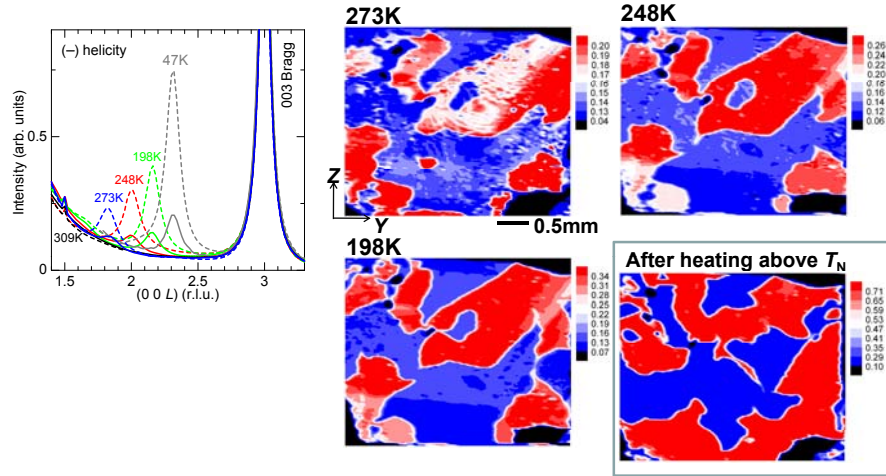 (–) helicity
47K
198K
248K
273K
309K
003 Bragg
Intensity (arb. units)
0.5
0
1.5
2
2.5
3
(0 0 L) (r.l.u.)
273K
0.20
0.19
0.18
0.17
0.16
0.15
0.14
0.13
0.04
Z
Y
0.5mm
248K
0.26
0.24
0.22
0.20
0.18
0.16
0.14
0.12
0.06
198K
0.34
0.31
0.28
0.25
0.22
0.19
0.16
0.13
0.07
After heating above TN
0.71
0.65
0.59
0.53
0.47
0.41
0.35
0.29
0.10